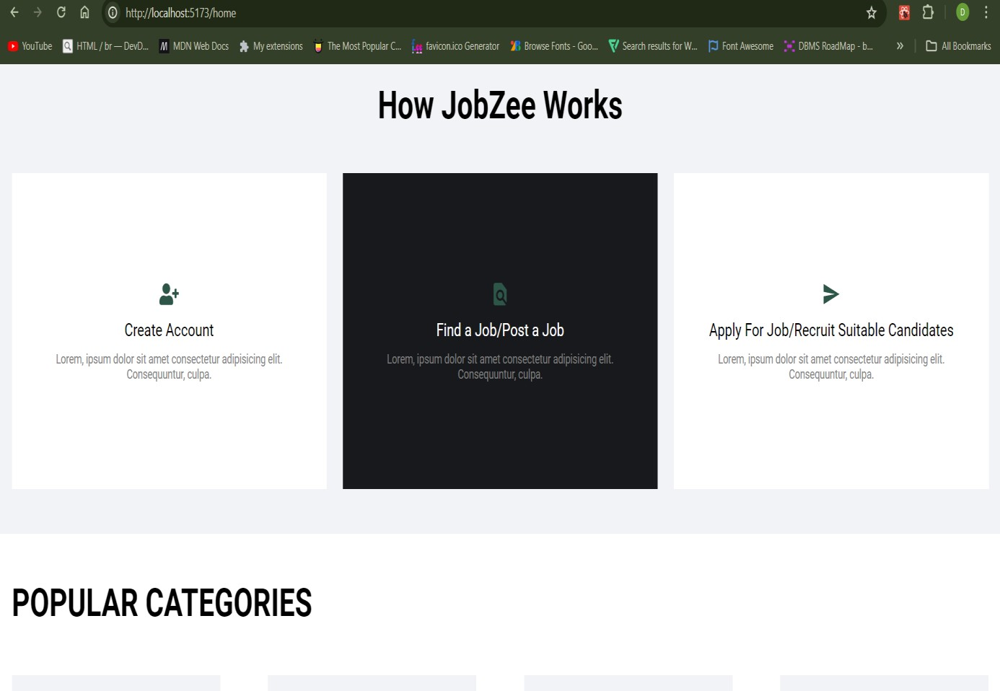 http://localhost:5173/home
D
YouTube
HTML / br — DevD...
MDN Web Docs
My extensions
The Most Popular C...
favicon.ico Generator
Browse Fonts - Goo...
Search results for W...
Font Awesome
DBMS RoadMap - b...
»
All Bookmarks
How JobZee Works
Create Account
Lorem, ipsum dolor sit amet consectetur adipisicing elit.
Consequuntur, culpa.
Find a Job/Post a Job
Lorem, ipsum dolor sit amet consectetur adipisicing elit.
Consequuntur, culpa.
Apply For Job/Recruit Suitable Candidates
Lorem, ipsum dolor sit amet consectetur adipisicing elit.
Consequuntur, culpa.
POPULAR CATEGORIES